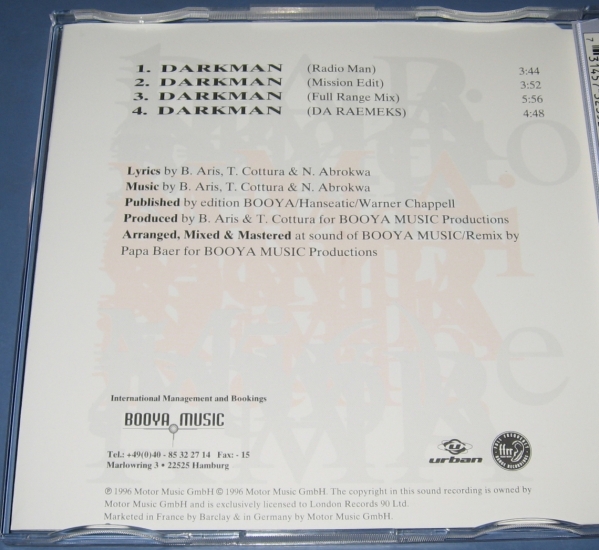 1. DARKMAN (Radio Man) 3:44
2. DARKMAN (Mission Edit) 3:52
3. DARKMAN (Full Range Mix) 5:56
4. DARKMAN (DA RAEMEKS) 4:48
Lyrics by B. Aris, T. Cottura & N. Abrokwa
Music by B. Aris, T. Cottura & N. Abrokwa
Published by edition BOOYA/Hanseatic/Warner Chappell
Produced by B. Aris & T. Cottura for BOOYA MUSIC Productions
Arranged, Mixed & Mastered at sound of BOOYA MUSIC/Remix by
Papa Baer for BOOYA MUSIC Productions
International Management and Bookings
BOOYA MUSIC
Tel.: +49(0)40 - 85 32 27 14 Fax: - 15
Marlowring 3 • 22525 Hamburg
urban
ffrr
℗ 1996 Motor Music GmbH © 1996 Motor Music GmbH. The copyright in this sound recording is owned by
Motor Music GmbH and is exclusively licensed to London Records 90 Ltd.
Marketed in France by Barclay & in Germany by Motor Music GmbH.